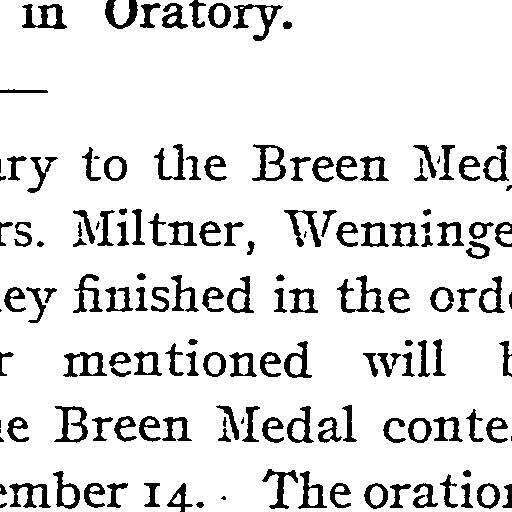 in Oratory.
ary to the Breen Med
rs. Miltner, Wenninge
ey finished in the orde
r mentioned will b
e Breen Medal conte
ember 14. The oration